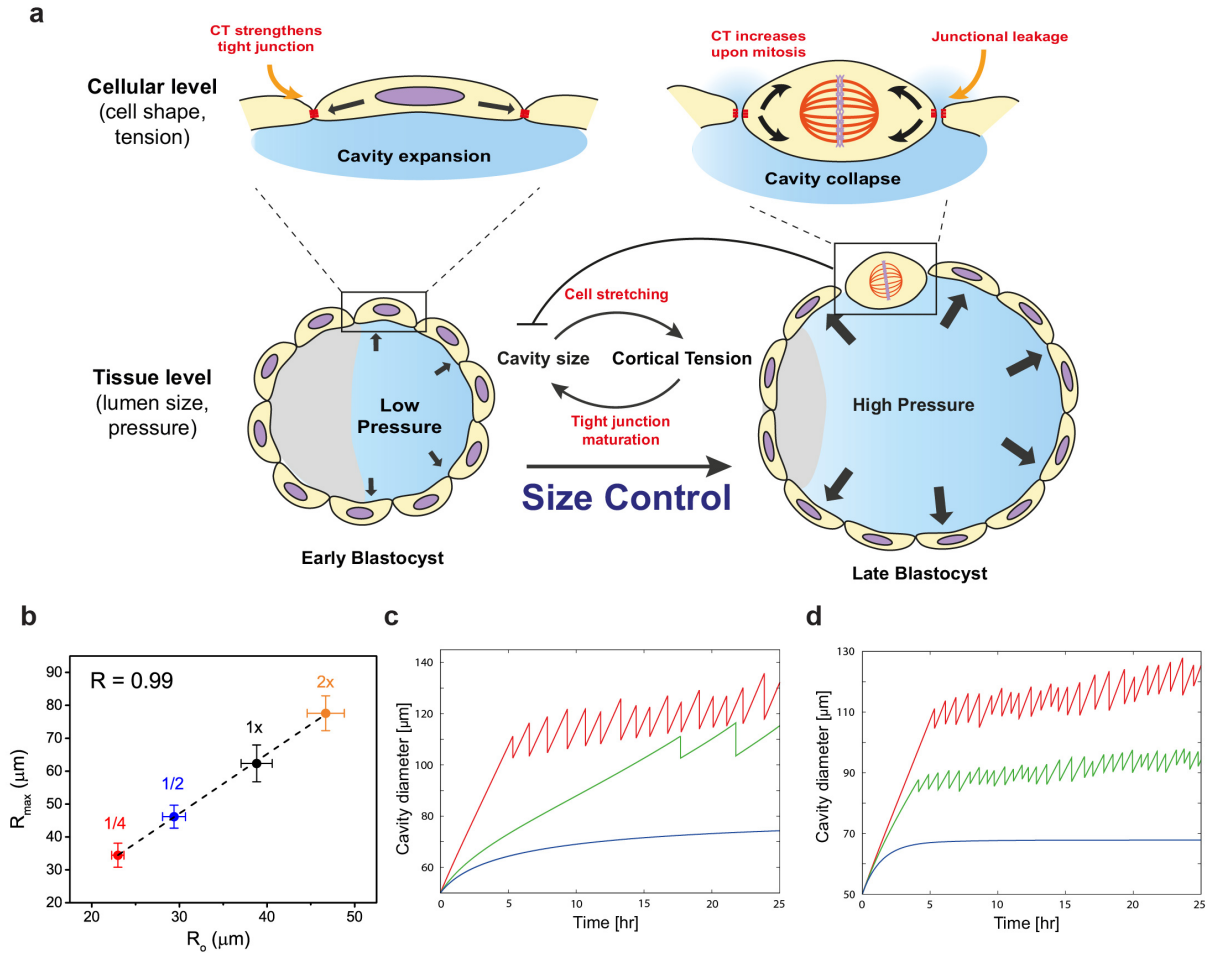 a
CT strengthens
tight junction
CT increases
upon mitosis
Junctional leakage
Cellular level
(cell shape,
tension)
Cavity expansion
Cavity collapse
Cell stretching
Cavity size
Cortical Tension
Tight junction
maturation
Tissue level
(lumen size,
pressure)
Low
Pressure
High Pressure
Size Control
Early Blastocyst
Late Blastocyst
b
R = 0.99
2x
1x
1/2
1/4
90
80
70
60
50
40
30
20
Rmax (μm)
20
30
40
50
Ro (μm)
c
140
120
100
80
60
Cavity diameter [μm]
0
5
10
15
20
25
Time [hr]
d
130
110
90
70
50
Cavity diameter [μm]
0
5
10
15
20
25
Time [hr]